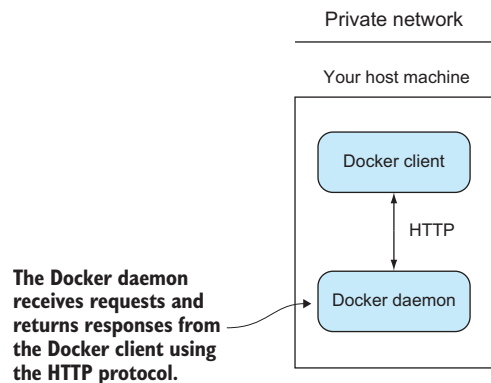 Private network
Your host machine
Docker client
HTTP
Docker daemon
The Docker daemon
receives requests and
returns responses from
the Docker client using
the HTTP protocol.